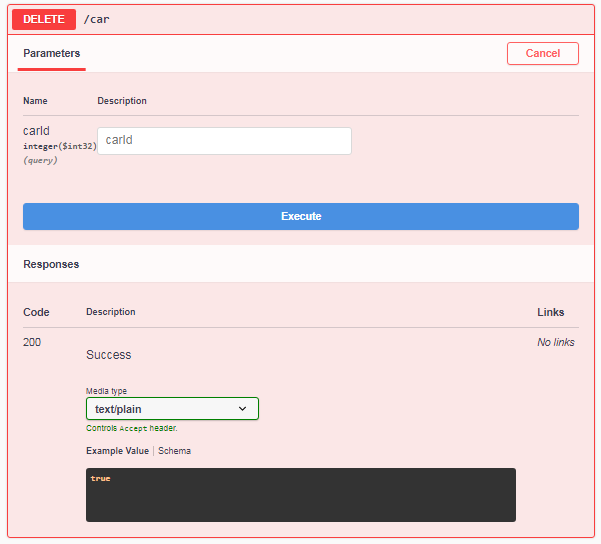 DELETE /car
Parameters Cancel
Name Description
carId
integer($int32) carId
(query)
Execute
Responses
Code Description Links
200 No links
Success
Media type
text/plain
Controls Accept header.
Example Value | Schema
true